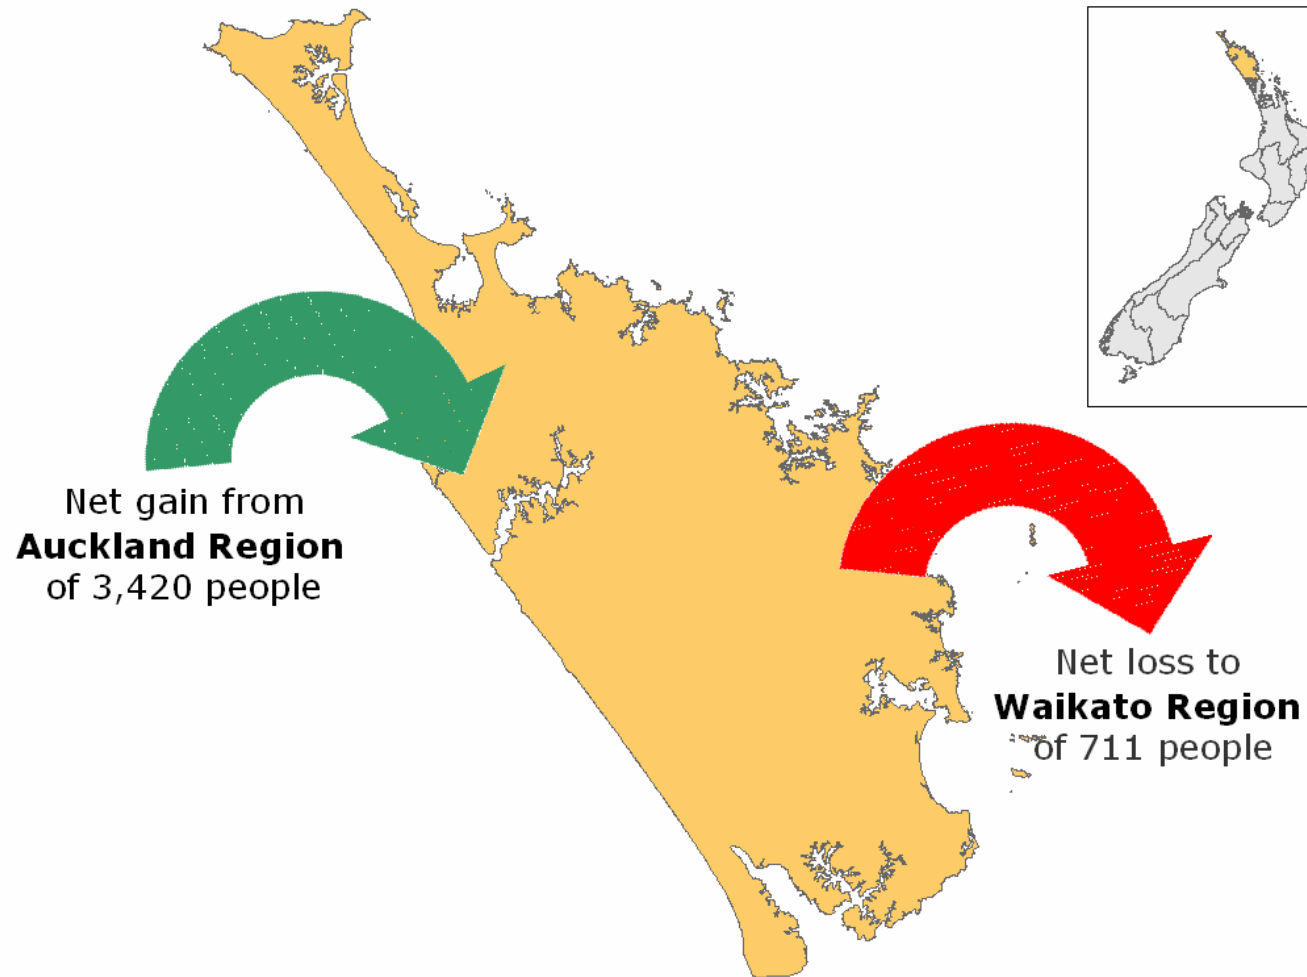 Net gain from
Auckland Region
of 3,420 people
Net loss to
Waikato Region
of 711 people